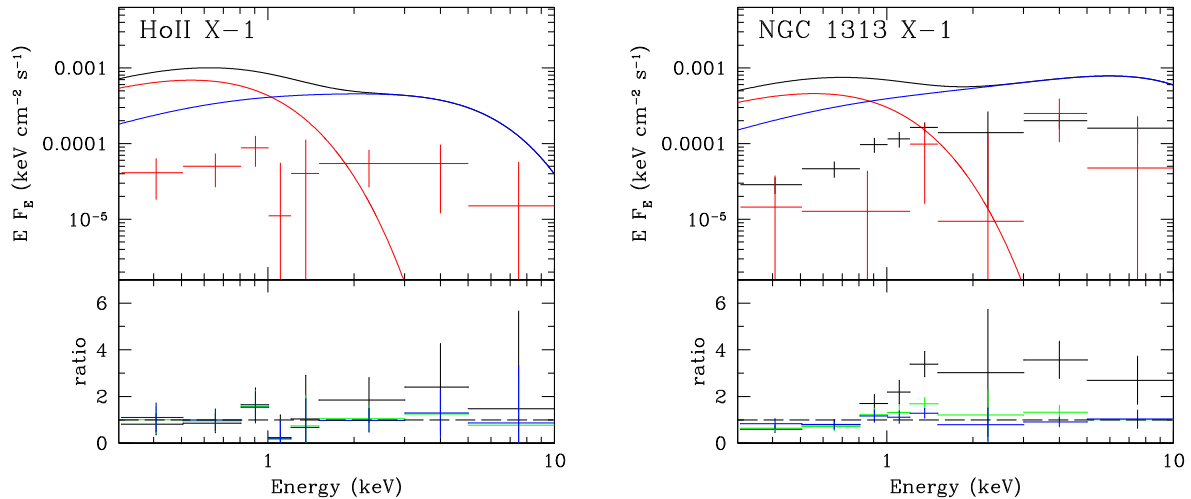 HoII X-1
E F_E (keV cm⁻² s⁻¹)
0.001
0.0001
10⁻⁵
ratio
6
4
2
0
1
10
Energy (keV)
NGC 1313 X-1
E F_E (keV cm⁻² s⁻¹)
0.001
0.0001
10⁻⁵
ratio
6
4
2
0
1
10
Energy (keV)